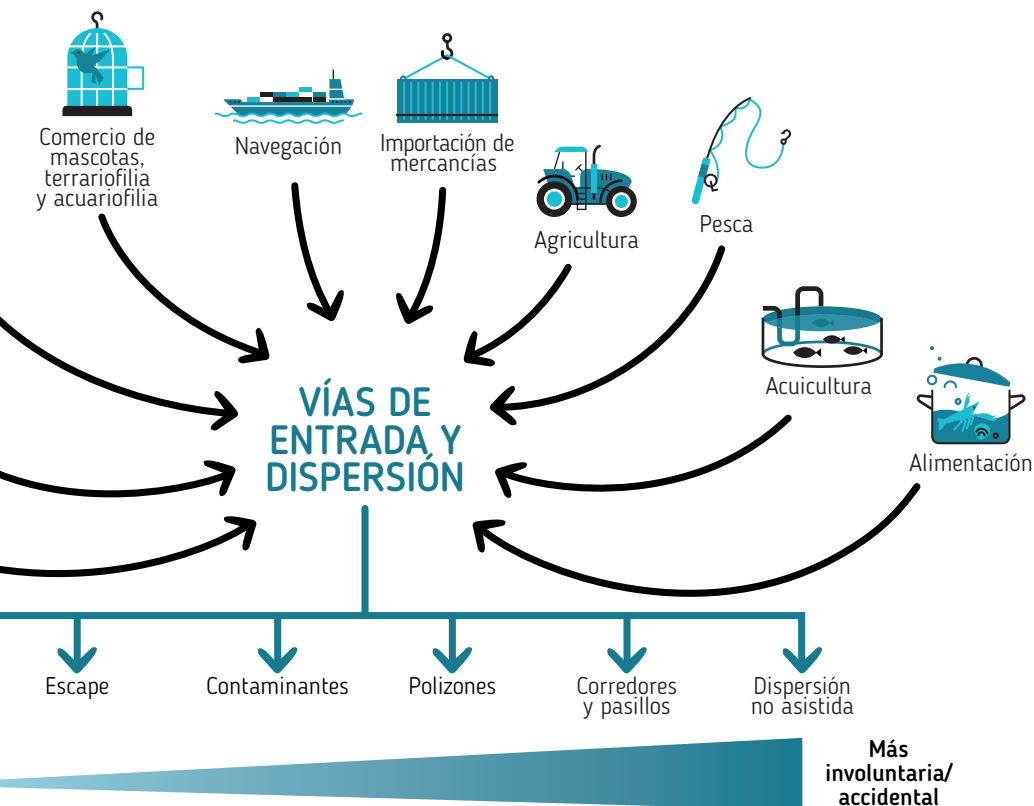 Comercio de
mascotas,
terrariofilia
y acuariofilia
Navegación
Importación de
mercancías
Agricultura
Pesca
Acuicultura
Alimentación
VÍAS DE
ENTRADA Y
DISPERSIÓN
Escape
Contaminantes
Polizones
Corredores
y pasillos
Dispersión
no asistida
Más
involuntaria/
accidental